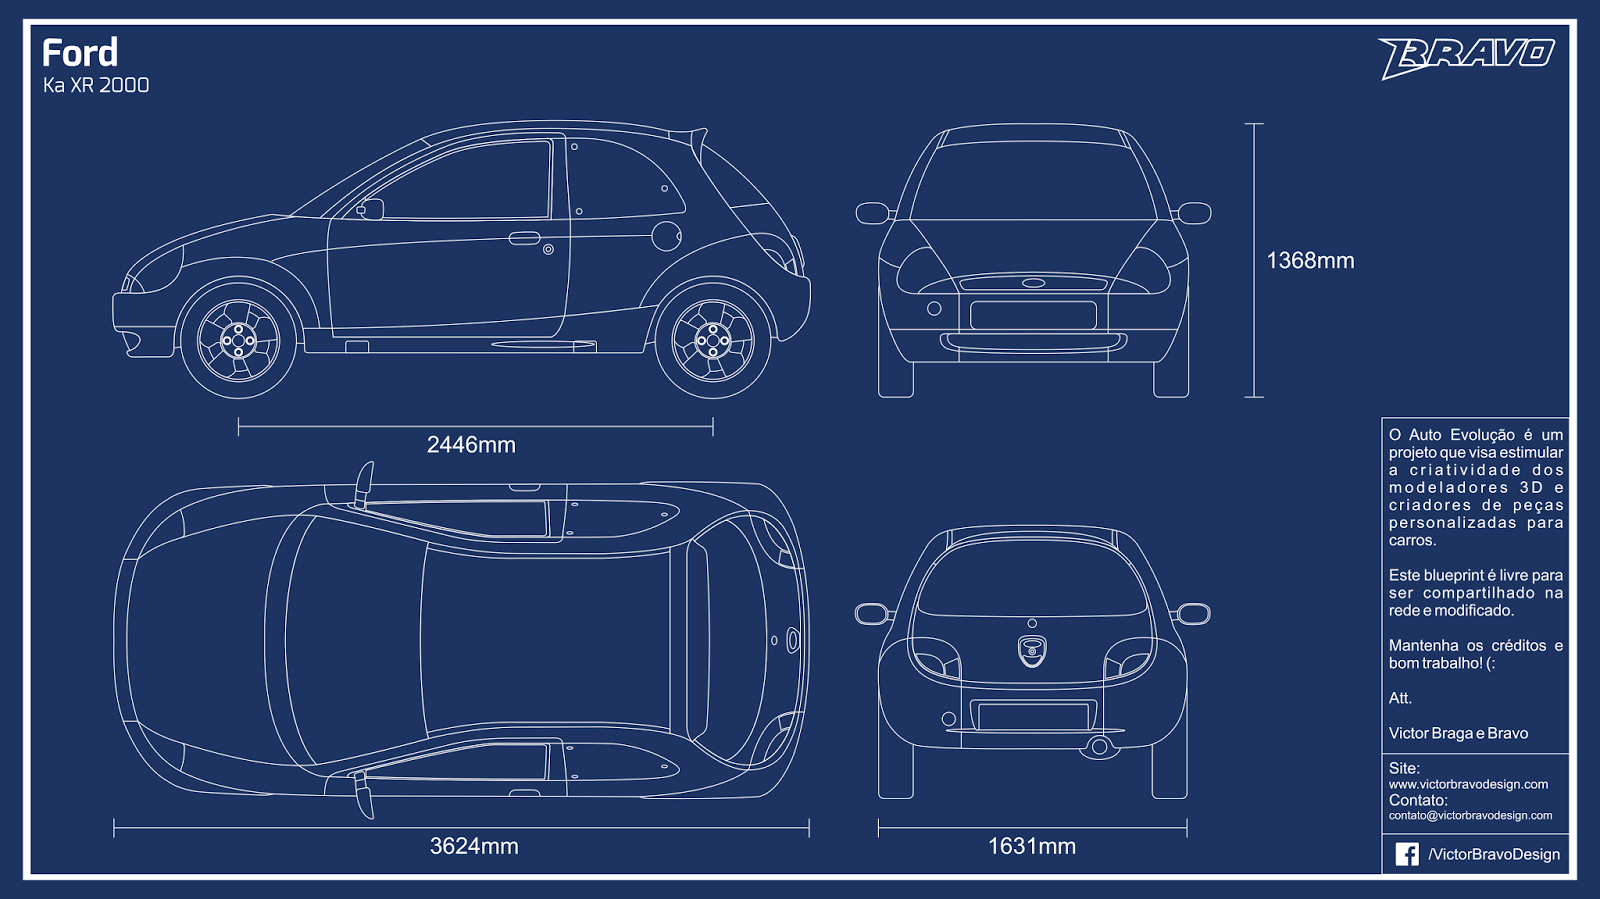 Ford
Ka XR 2000
BRAVO
1368mm
2446mm
3624mm
1631mm
O Auto Evolução é um
projeto que visa estimular
a criatividade dos
modeladores 3D e
criadores de peças
personalizadas para
carros.
Este blueprint é livre para
ser compartilhado na
rede e modificado.
Mantenha os créditos e
bom trabalho! (:
Att.
Victor Braga e Bravo
Site:
www.victorbravodesign.com
Contato:
contato@victorbravodesign.com
f /VictorBravoDesign